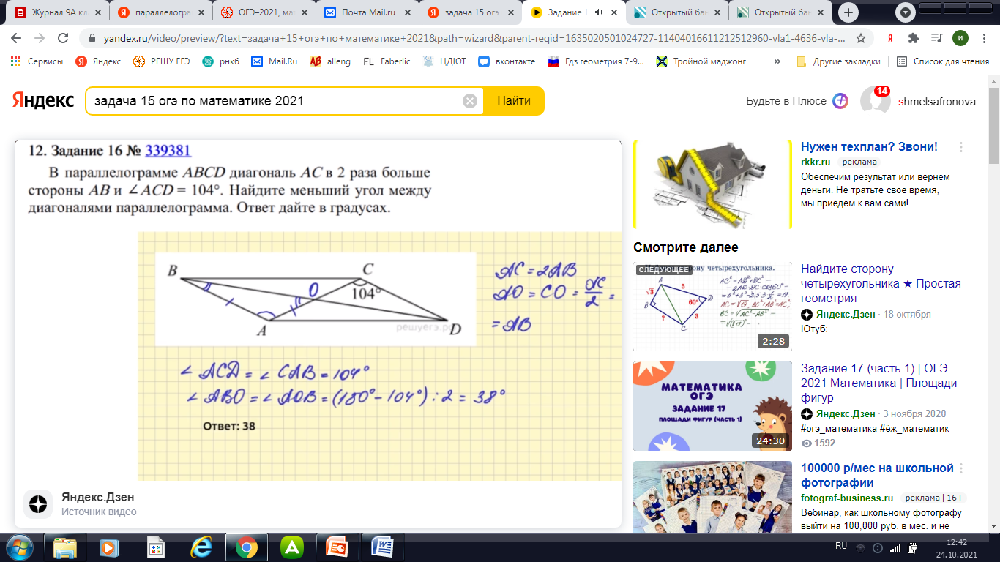 Журнал 9А кл
параллелогра
ОГЭ–2021, ма
Почта Mail.ru
задача 15 огэ
Задание 1
Открытый бан
Открытый бан
yandex.ru/video/preview/?text=задача+15+огэ+по+математике+2021&path=wizard&parent-reqid=1635020501024727-11404016611212512960-vla1-4636-vla-...
Сервисы
Яндекс
РЕШУ ЕГЭ
рнкб
Mail.Ru
alleng
FL Faberlic
ЦДЮТ
вконтакте
Гдз геометрия 7-9...
Тройной маджонг
»
Другие закладки
Список для чтения
Яндекс
задача 15 огэ по математике 2021
Найти
Будьте в Плюсе
14
shmelsafronova
12. Задание 16 № 339381
В параллелограмме ABCD диагональ AC в 2 раза больше
стороны AB и ∠ACD = 104°. Найдите меньший угол между
диагоналями параллелограмма. Ответ дайте в градусах.
B
C
O
104°
A
D
решуегэ.рф
AC = 2AB
AO = CO = AC/2 =
= AB
∠ ACD = ∠ CAB = 104°
∠ ABO = ∠ AOB = (180° - 104°) : 2 = 38°
Ответ: 38
Яндекс.Дзен
Источник видео
Нужен техплан? Звони!
rkkr.ru реклама
Обеспечим результат или вернем
деньги. Не тратьте свое время,
мы приедем к вам сами!
Смотрите далее
СЛЕДУЮЩЕЕ
2:28
Найдите сторону
четырехугольника ★ Простая
геометрия
Яндекс.Дзен · 18 октября
Ютуб:
МАТЕМАТИКА
ОГЭ
ЗАДАНИЕ 17
ПЛОЩАДИ ФИГУР (ЧАСТЬ 1)
24:30
Задание 17 (часть 1) | ОГЭ
2021 Математика | Площади
фигур
Яндекс.Дзен · 3 ноября 2020
#огэ_математика #ёж_математик
1592
100000 р/мес на школьной
фотографии
fotograf-business.ru реклама | 16+
Вебинар, как школьному фотографу
выйти на 100,000 руб. в мес. и не
RU
12:42
24.10.2021